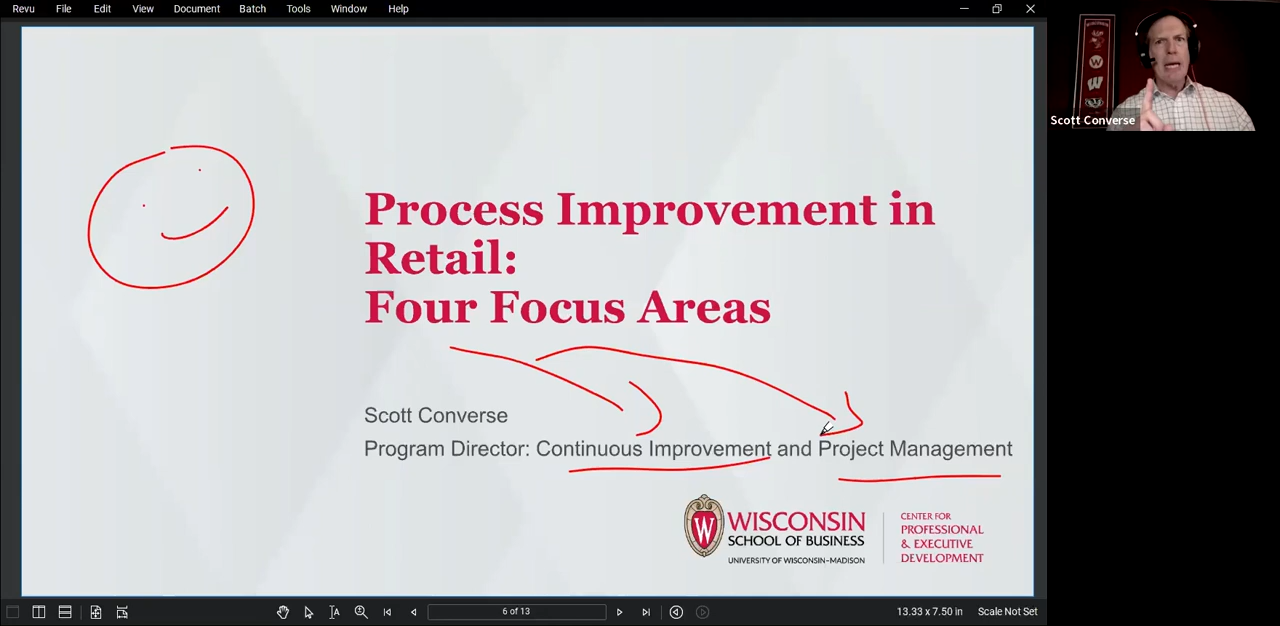 Revu File Edit View Document Batch Tools Window Help
Scott Converse
Process Improvement in
Retail:
Four Focus Areas
Scott Converse
Program Director: Continuous Improvement and Project Management
W
WISCONSIN
SCHOOL OF BUSINESS
UNIVERSITY OF WISCONSIN–MADISON
CENTER FOR
PROFESSIONAL
& EXECUTIVE
DEVELOPMENT
6 of 13
13.33 x 7.50 in Scale Not Set